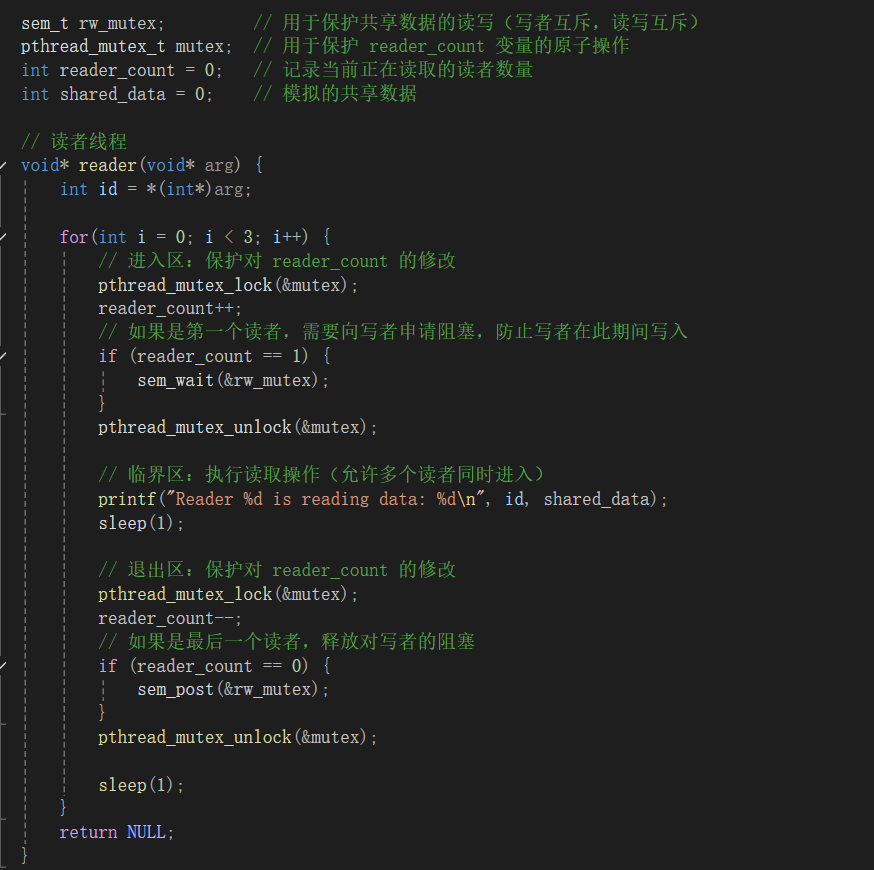 sem_t rw_mutex;         // 用于保护共享数据的读写（写者互斥，读写互斥）
pthread_mutex_t mutex;  // 用于保护 reader_count 变量的原子操作
int reader_count = 0;   // 记录当前正在读取的读者数量
int shared_data = 0;    // 模拟的共享数据

// 读者线程
void* reader(void* arg) {
    int id = *(int*)arg;

    for(int i = 0; i < 3; i++) {
        // 进入区：保护对 reader_count 的修改
        pthread_mutex_lock(&mutex);
        reader_count++;
        // 如果是第一个读者，需要向写者申请阻塞，防止写者在此期间写入
        if (reader_count == 1) {
            sem_wait(&rw_mutex);
        }
        pthread_mutex_unlock(&mutex);

        // 临界区：执行读取操作（允许多个读者同时进入）
        printf("Reader %d is reading data: %d\n", id, shared_data);
        sleep(1);

        // 退出区：保护对 reader_count 的修改
        pthread_mutex_lock(&mutex);
        reader_count--;
        // 如果是最后一个读者，释放对写者的阻塞
        if (reader_count == 0) {
            sem_post(&rw_mutex);
        }
        pthread_mutex_unlock(&mutex);

        sleep(1);
    }
    return NULL;
}